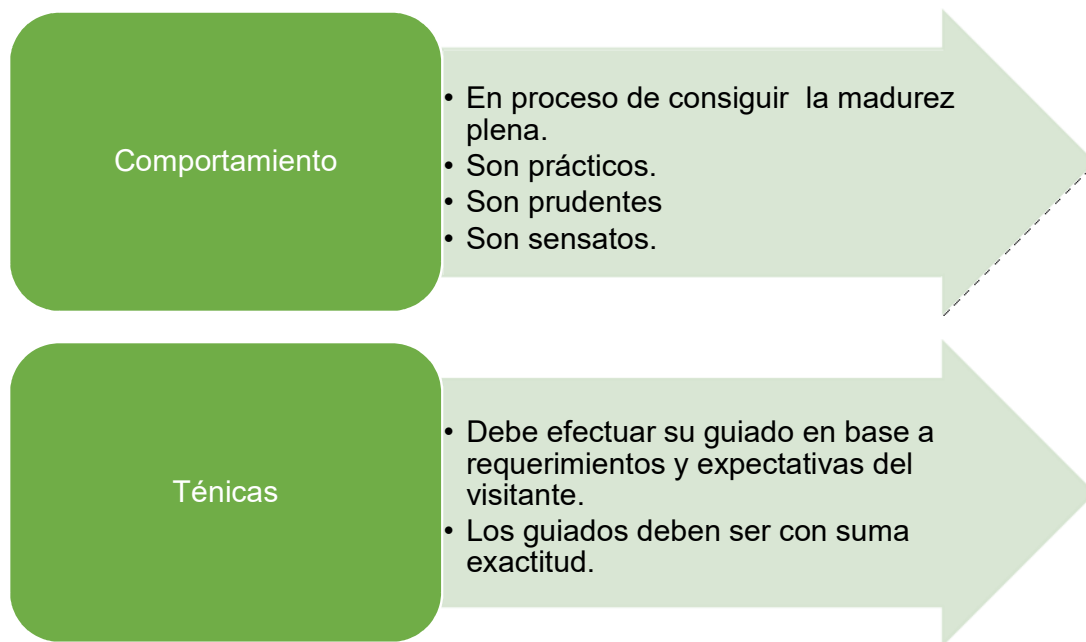 Comportamiento
• En proceso de consiguir  la madurez
plena.
• Son prácticos.
• Son prudentes
• Son sensatos.
Ténicas
• Debe efectuar su guiado en base a
requerimientos y expectativas del
visitante.
• Los guiados deben ser con suma
exactitud.